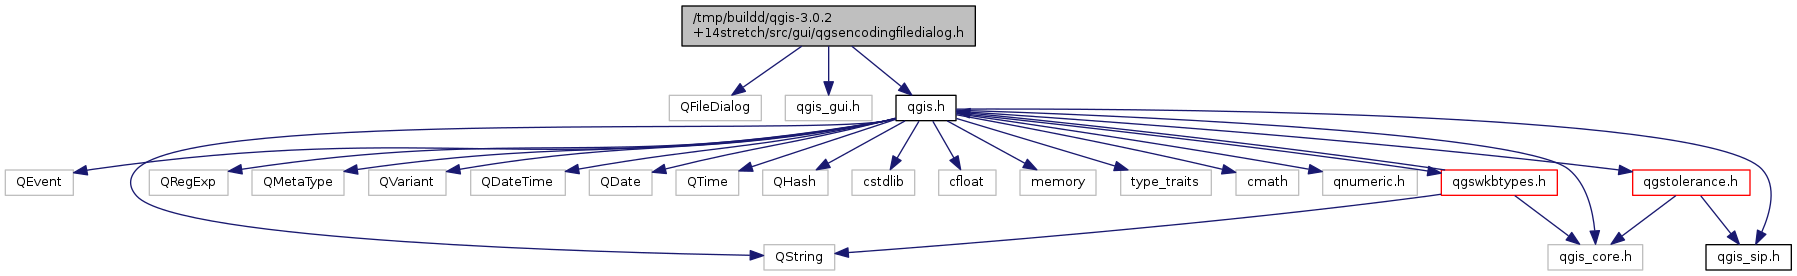 /tmp/buildd/qgis-3.0.2
+14stretch/src/gui/qgsencodingfiledialog.h
QFileDialog
qgis_gui.h
qgis.h
QEvent
QRegExp
QMetaType
QVariant
QDateTime
QDate
QTime
QHash
cstdlib
cfloat
memory
type_traits
cmath
qnumeric.h
qgswkbtypes.h
qgstolerance.h
QString
qgis_core.h
qgis_sip.h